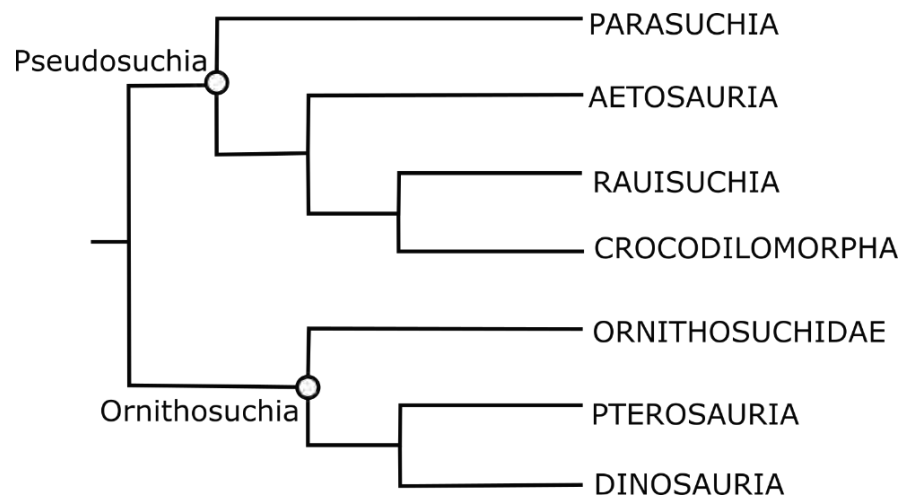 PARASUCHIA
Pseudosuchia
AETOSAURIA
RAUISUCHIA
CROCODILOMORPHA
ORNITHOSUCHIDAE
Ornithosuchia
PTEROSAURIA
DINOSAURIA